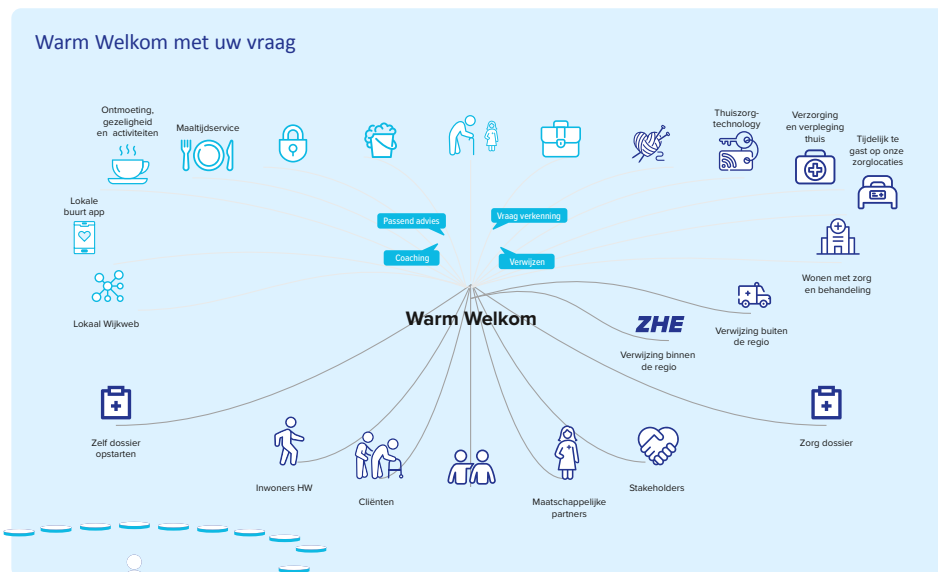 Warm Welkom met uw vraag
Ontmoeting,
gezeligheid
en activiteiten
Maaltijdservice
Thuiszorg-
technology
Verzorging
en verpleging
thuis
Tijdelijk te
gast op onze
zorglocaties
Lokale
buurt app
Passend advies
Vraag verkenning
Coaching
Verwijzen
Wonen met zorg
en behandeling
Lokaal Wijkweb
Warm Welkom
ZHE
Verwijzing buiten
de regio
Verwijzing binnen
de regio
Zelf dossier
opstarten
Zorg dossier
Inwoners HW
Cliënten
Maatschappelijke
partners
Stakeholders